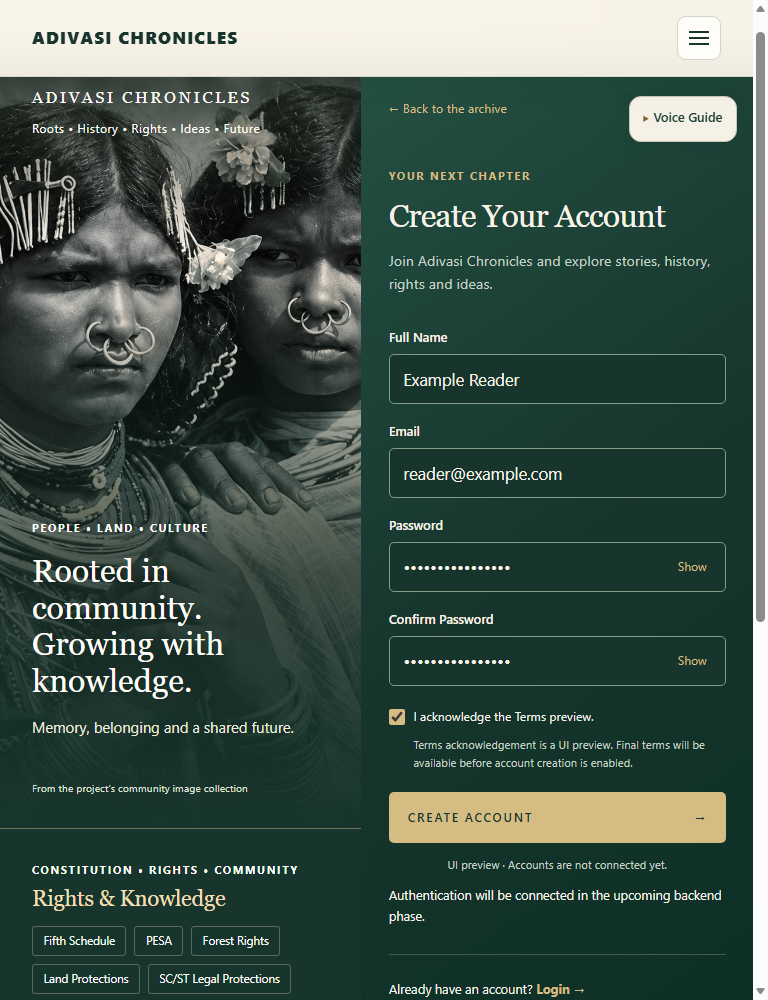 ADIVASI CHRONICLES
ADIVASI CHRONICLES
Roots • History • Rights • Ideas • Future
PEOPLE • LAND • CULTURE
Rooted in
community.
Growing with
knowledge.
Memory, belonging and a shared future.
From the project's community image collection
CONSTITUTION • RIGHTS • COMMUNITY
Rights & Knowledge
Fifth Schedule
PESA
Forest Rights
Land Protections
SC/ST Legal Protections
← Back to the archive
▸ Voice Guide
YOUR NEXT CHAPTER
Create Your Account
Join Adivasi Chronicles and explore stories, history,
rights and ideas.
Full Name
Example Reader
Email
reader@example.com
Password
•••••••••••••••• Show
Confirm Password
•••••••••••••••• Show
I acknowledge the Terms preview.
Terms acknowledgement is a UI preview. Final terms will be
available before account creation is enabled.
CREATE ACCOUNT →
UI preview · Accounts are not connected yet.
Authentication will be connected in the upcoming backend
phase.
Already have an account? Login →